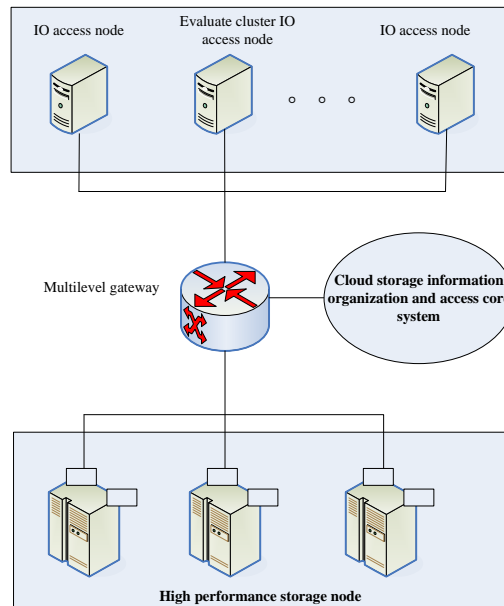 IO access node
Evaluate cluster IO
access node
IO access node
Multilevel gateway
Cloud storage information
organization and access cor
system
High performance storage node